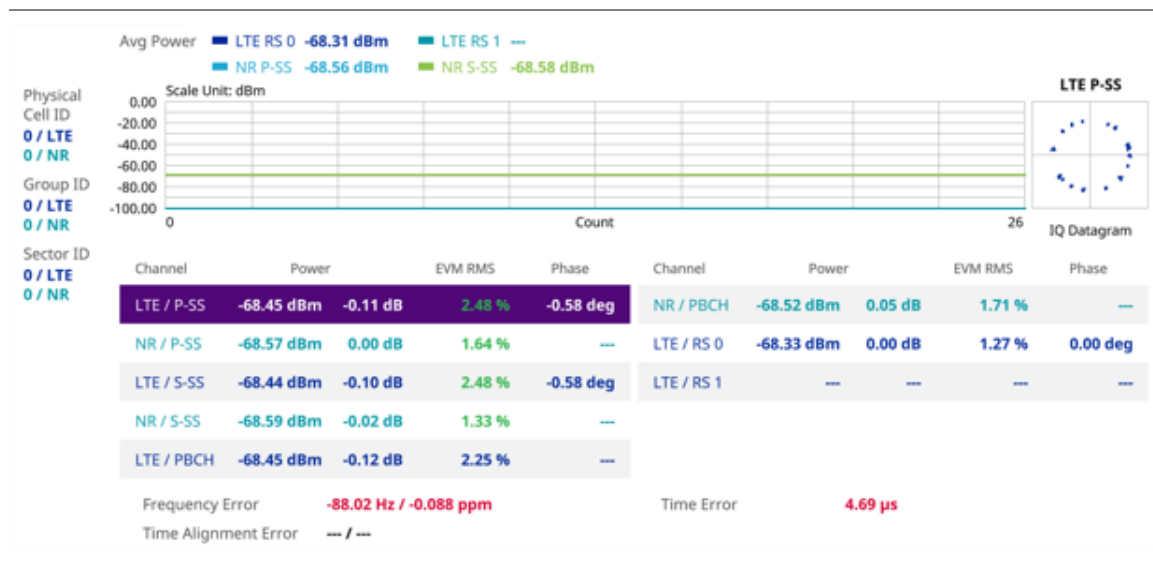 Avg Power LTE RS 0 -68.31 dBm LTE RS 1 ---
NR P-SS -68.56 dBm NR S-SS -68.58 dBm
Physical
Cell ID
0 / LTE
0 / NR
Group ID
0 / LTE
0 / NR
Sector ID
0 / LTE
0 / NR
Scale Unit: dBm
0.00
-20.00
-40.00
-60.00
-80.00
-100.00
0 Count 26
LTE P-SS
IQ Datagram
Channel Power EVM RMS Phase Channel Power EVM RMS Phase
LTE / P-SS -68.45 dBm -0.11 dB 2.48 % -0.58 deg NR / PBCH -68.52 dBm 0.05 dB 1.71 % ---
NR / P-SS -68.57 dBm 0.00 dB 1.64 % --- LTE / RS 0 -68.33 dBm 0.00 dB 1.27 % 0.00 deg
LTE / S-SS -68.44 dBm -0.10 dB 2.48 % -0.58 deg LTE / RS 1 --- --- --- ---
NR / S-SS -68.59 dBm -0.02 dB 1.33 % ---
LTE / PBCH -68.45 dBm -0.12 dB 2.25 % ---
Frequency Error -88.02 Hz / -0.088 ppm Time Error 4.69 µs
Time Alignment Error --- / ---